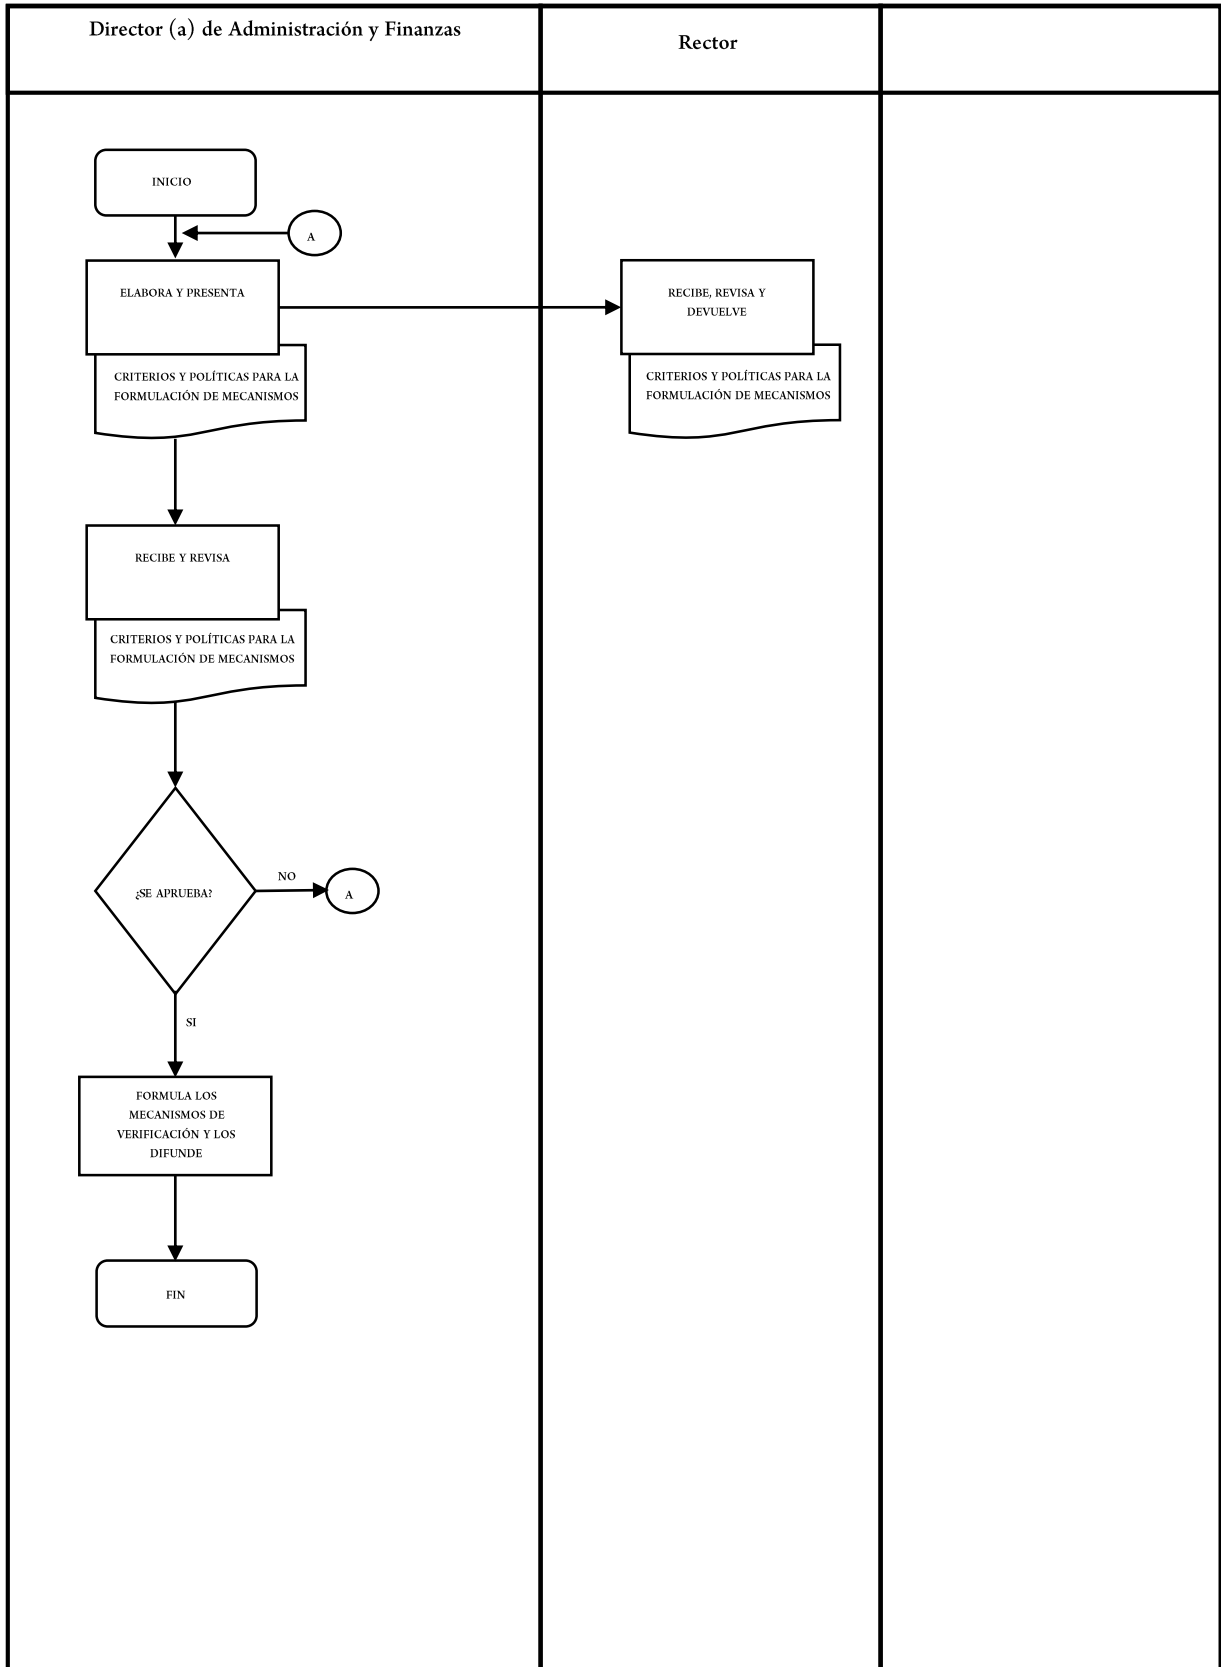 Director (a) de Administración y Finanzas
Rector
INICIO
A
ELABORA Y PRESENTA
CRITERIOS Y POLÍTICAS PARA LA
FORMULACIÓN DE MECANISMOS
RECIBE, REVISA Y
DEVUELVE
CRITERIOS Y POLÍTICAS PARA LA
FORMULACIÓN DE MECANISMOS
RECIBE Y REVISA
CRITERIOS Y POLÍTICAS PARA LA
FORMULACIÓN DE MECANISMOS
¿SE APRUEBA?
NO
A
SI
FORMULA LOS
MECANISMOS DE
VERIFICACIÓN Y LOS
DIFUNDE
FIN